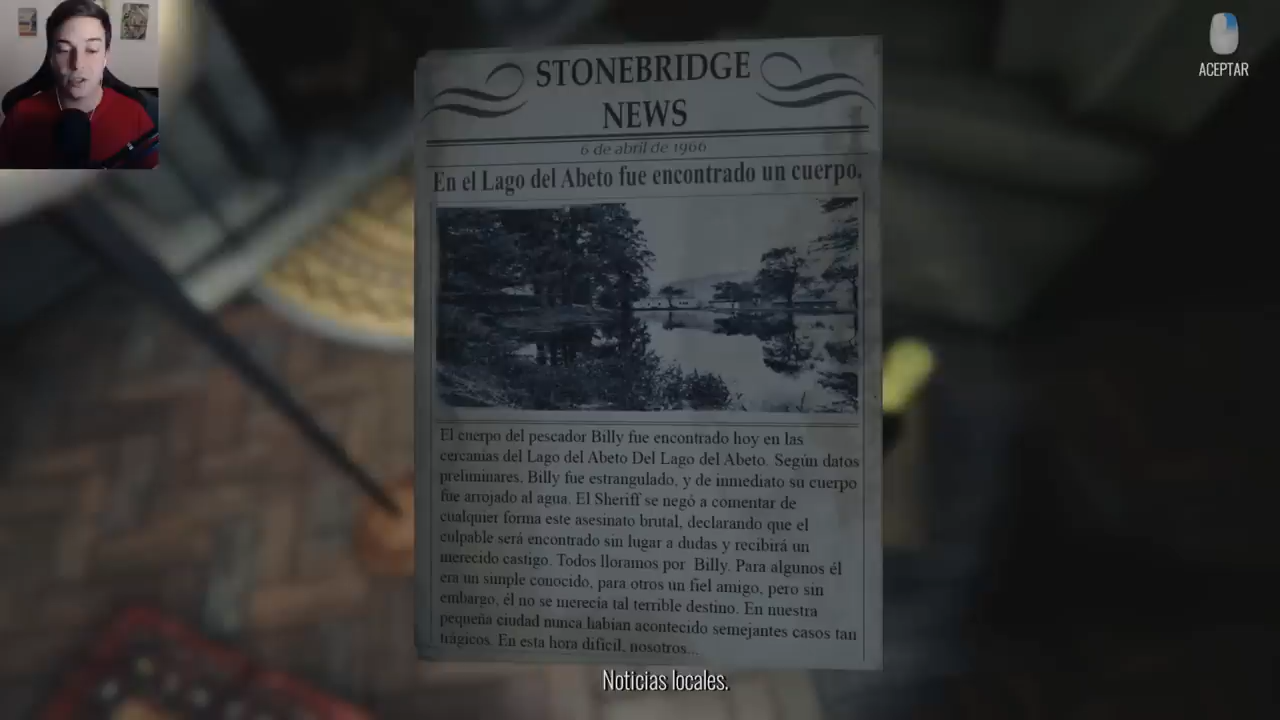 ACEPTAR
STONEBRIDGE
NEWS
6 de abril de 1966
En el Lago del Abeto fue encontrado un cuerpo.
El cuerpo del pescador Billy fue encontrado hoy en las
cercanías del Lago del Abeto Del Lago del Abeto. Según datos
preliminares. Billy fue estrangulado, y de inmediato su cuerpo
fue arrojado al agua. El Sheriff se negó a comentar de
cualquier forma este asesinato brutal, declarando que el
culpable será encontrado sin lugar a dudas y recibirá un
merecido castigo. Todos lloramos por Billy. Para algunos él
era un simple conocido, para otros un fiel amigo, pero sin
embargo, él no se merecía tal terrible destino. En nuestra
pequeña ciudad nunca habían acontecido semejantes casos tan
trágicos. En esta hora difícil, nosotros...
Noticias locales.